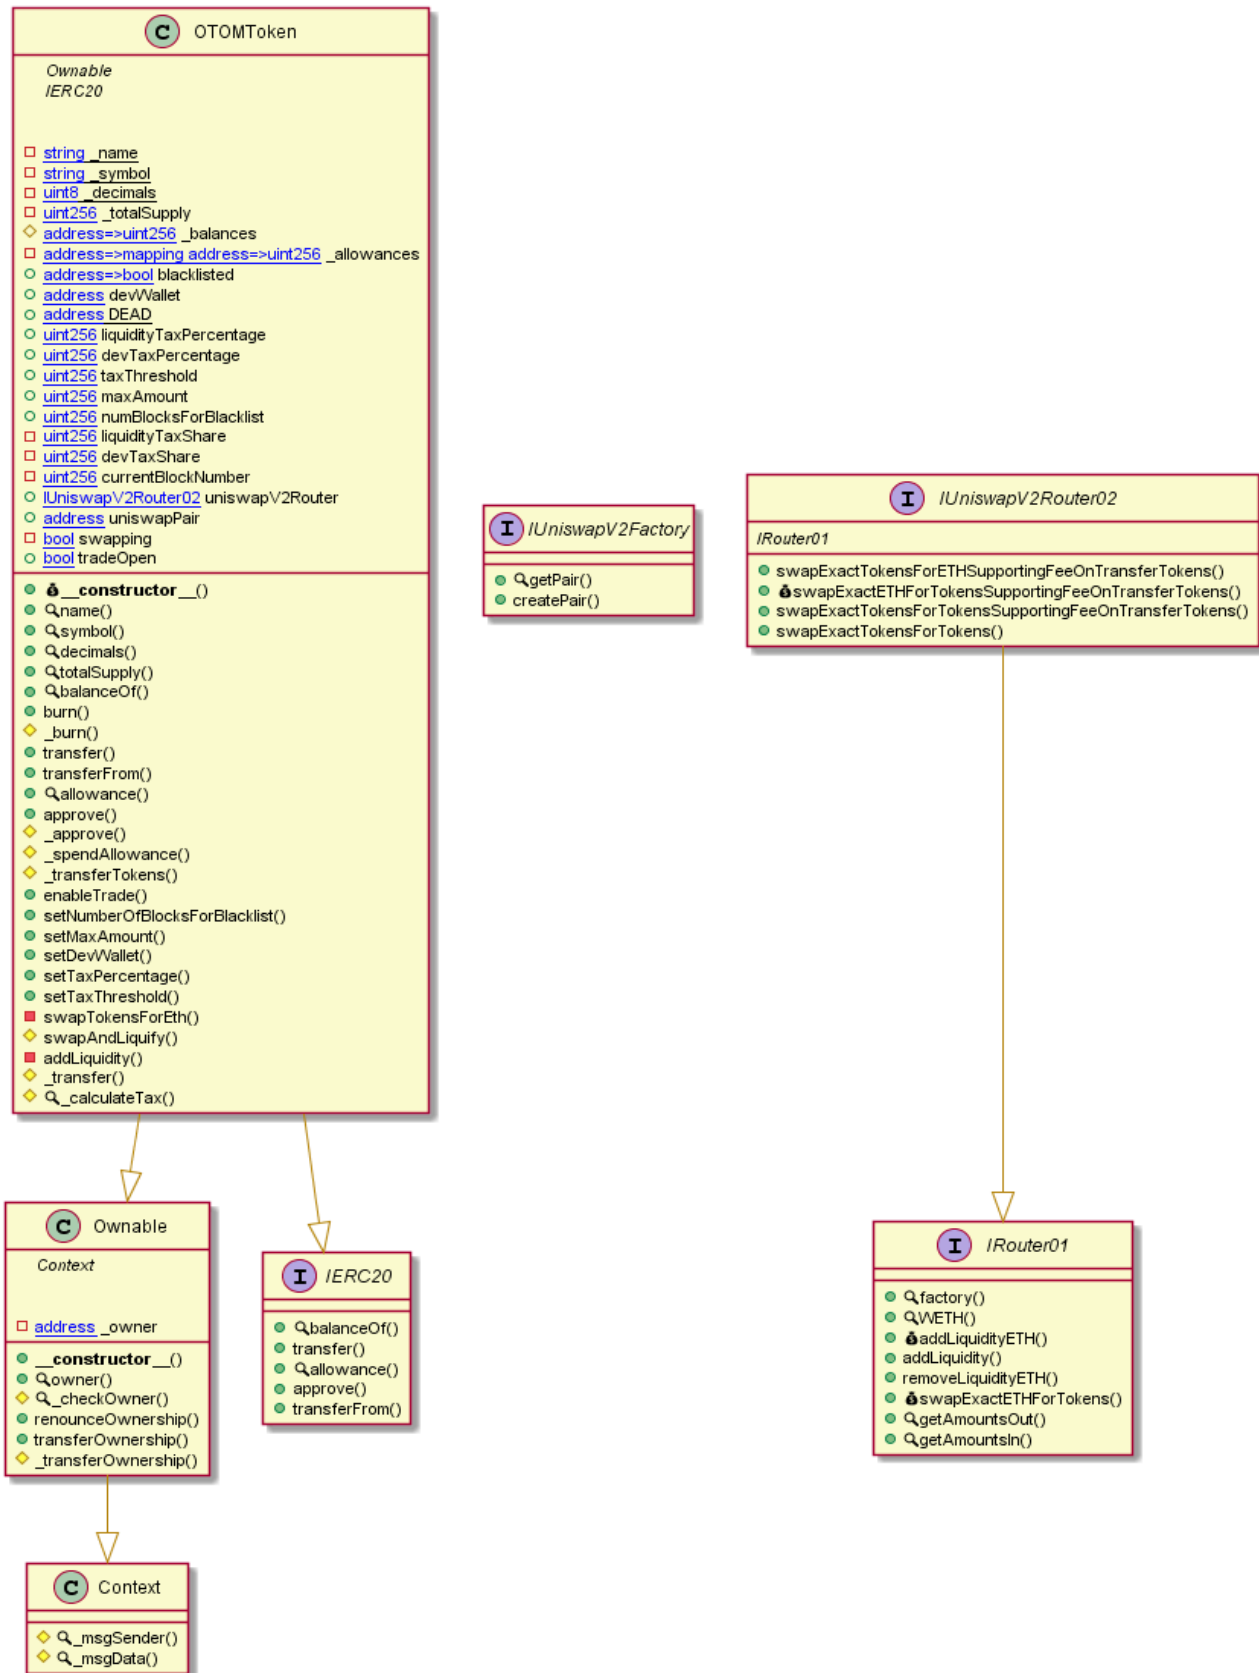 C OTOMToken
Ownable
IERC20
string _name
string _symbol
uint8 _decimals
uint256 _totalSupply
address=>uint256 _balances
address=>mapping address=>uint256 _allowances
address=>bool blacklisted
address devWallet
address DEAD
uint256 liquidityTaxPercentage
uint256 devTaxPercentage
uint256 taxThreshold
uint256 maxAmount
uint256 numBlocksForBlacklist
uint256 liquidityTaxShare
uint256 devTaxShare
uint256 currentBlockNumber
IUniswapV2Router02 uniswapV2Router
address uniswapPair
bool swapping
bool tradeOpen
__constructor__()
name()
symbol()
decimals()
totalSupply()
balanceOf()
burn()
_burn()
transfer()
transferFrom()
allowance()
approve()
_approve()
_spendAllowance()
_transferTokens()
enableTrade()
setNumberOfBlocksForBlacklist()
setMaxAmount()
setDevWallet()
setTaxPercentage()
setTaxThreshold()
swapTokensForEth()
swapAndLiquify()
addLiquidity()
_transfer()
_calculateTax()
I IUniswapV2Factory
getPair()
createPair()
I IUniswapV2Router02
IRouter01
swapExactTokensForETHSupportingFeeOnTransferTokens()
swapExactETHForTokensSupportingFeeOnTransferTokens()
swapExactTokensForTokensSupportingFeeOnTransferTokens()
swapExactTokensForTokens()
C Ownable
Context
address _owner
__constructor__()
owner()
_checkOwner()
renounceOwnership()
transferOwnership()
_transferOwnership()
I IERC20
balanceOf()
transfer()
allowance()
approve()
transferFrom()
I IRouter01
factory()
WETH()
addLiquidityETH()
addLiquidity()
removeLiquidityETH()
swapExactETHForTokens()
getAmountsOut()
getAmountsIn()
C Context
_msgSender()
_msgData()